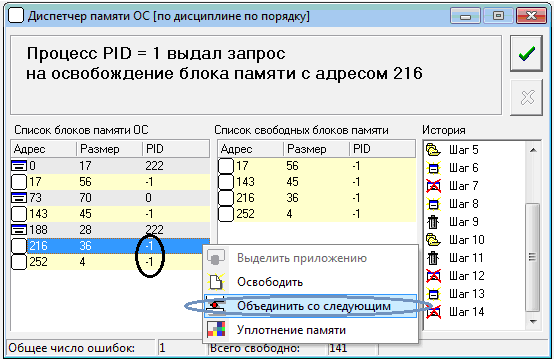 Диспетчер памяти ОС [по дисциплине по порядку]
Процесс PID = 1 выдал запрос
на освобождение блока памяти с адресом 216
Список блоков памяти ОС
Адрес Размер PID
0 17 222
17 56 -1
73 70 0
143 45 -1
188 28 222
216 36 -1
252 4 -1
Список свободных блоков памяти
Адрес Размер PID
17 56 -1
143 45 -1
216 36 -1
252 4 -1
История
Шаг 5
Шаг 6
Шаг 7
Шаг 8
Шаг 9
Шаг 10
Шаг 11
Шаг 12
Шаг 13
Шаг 14
Выделить приложению
Освободить
Объединить со следующим
Уплотнение памяти
Общее число ошибок: 1 Всего свободно: 141